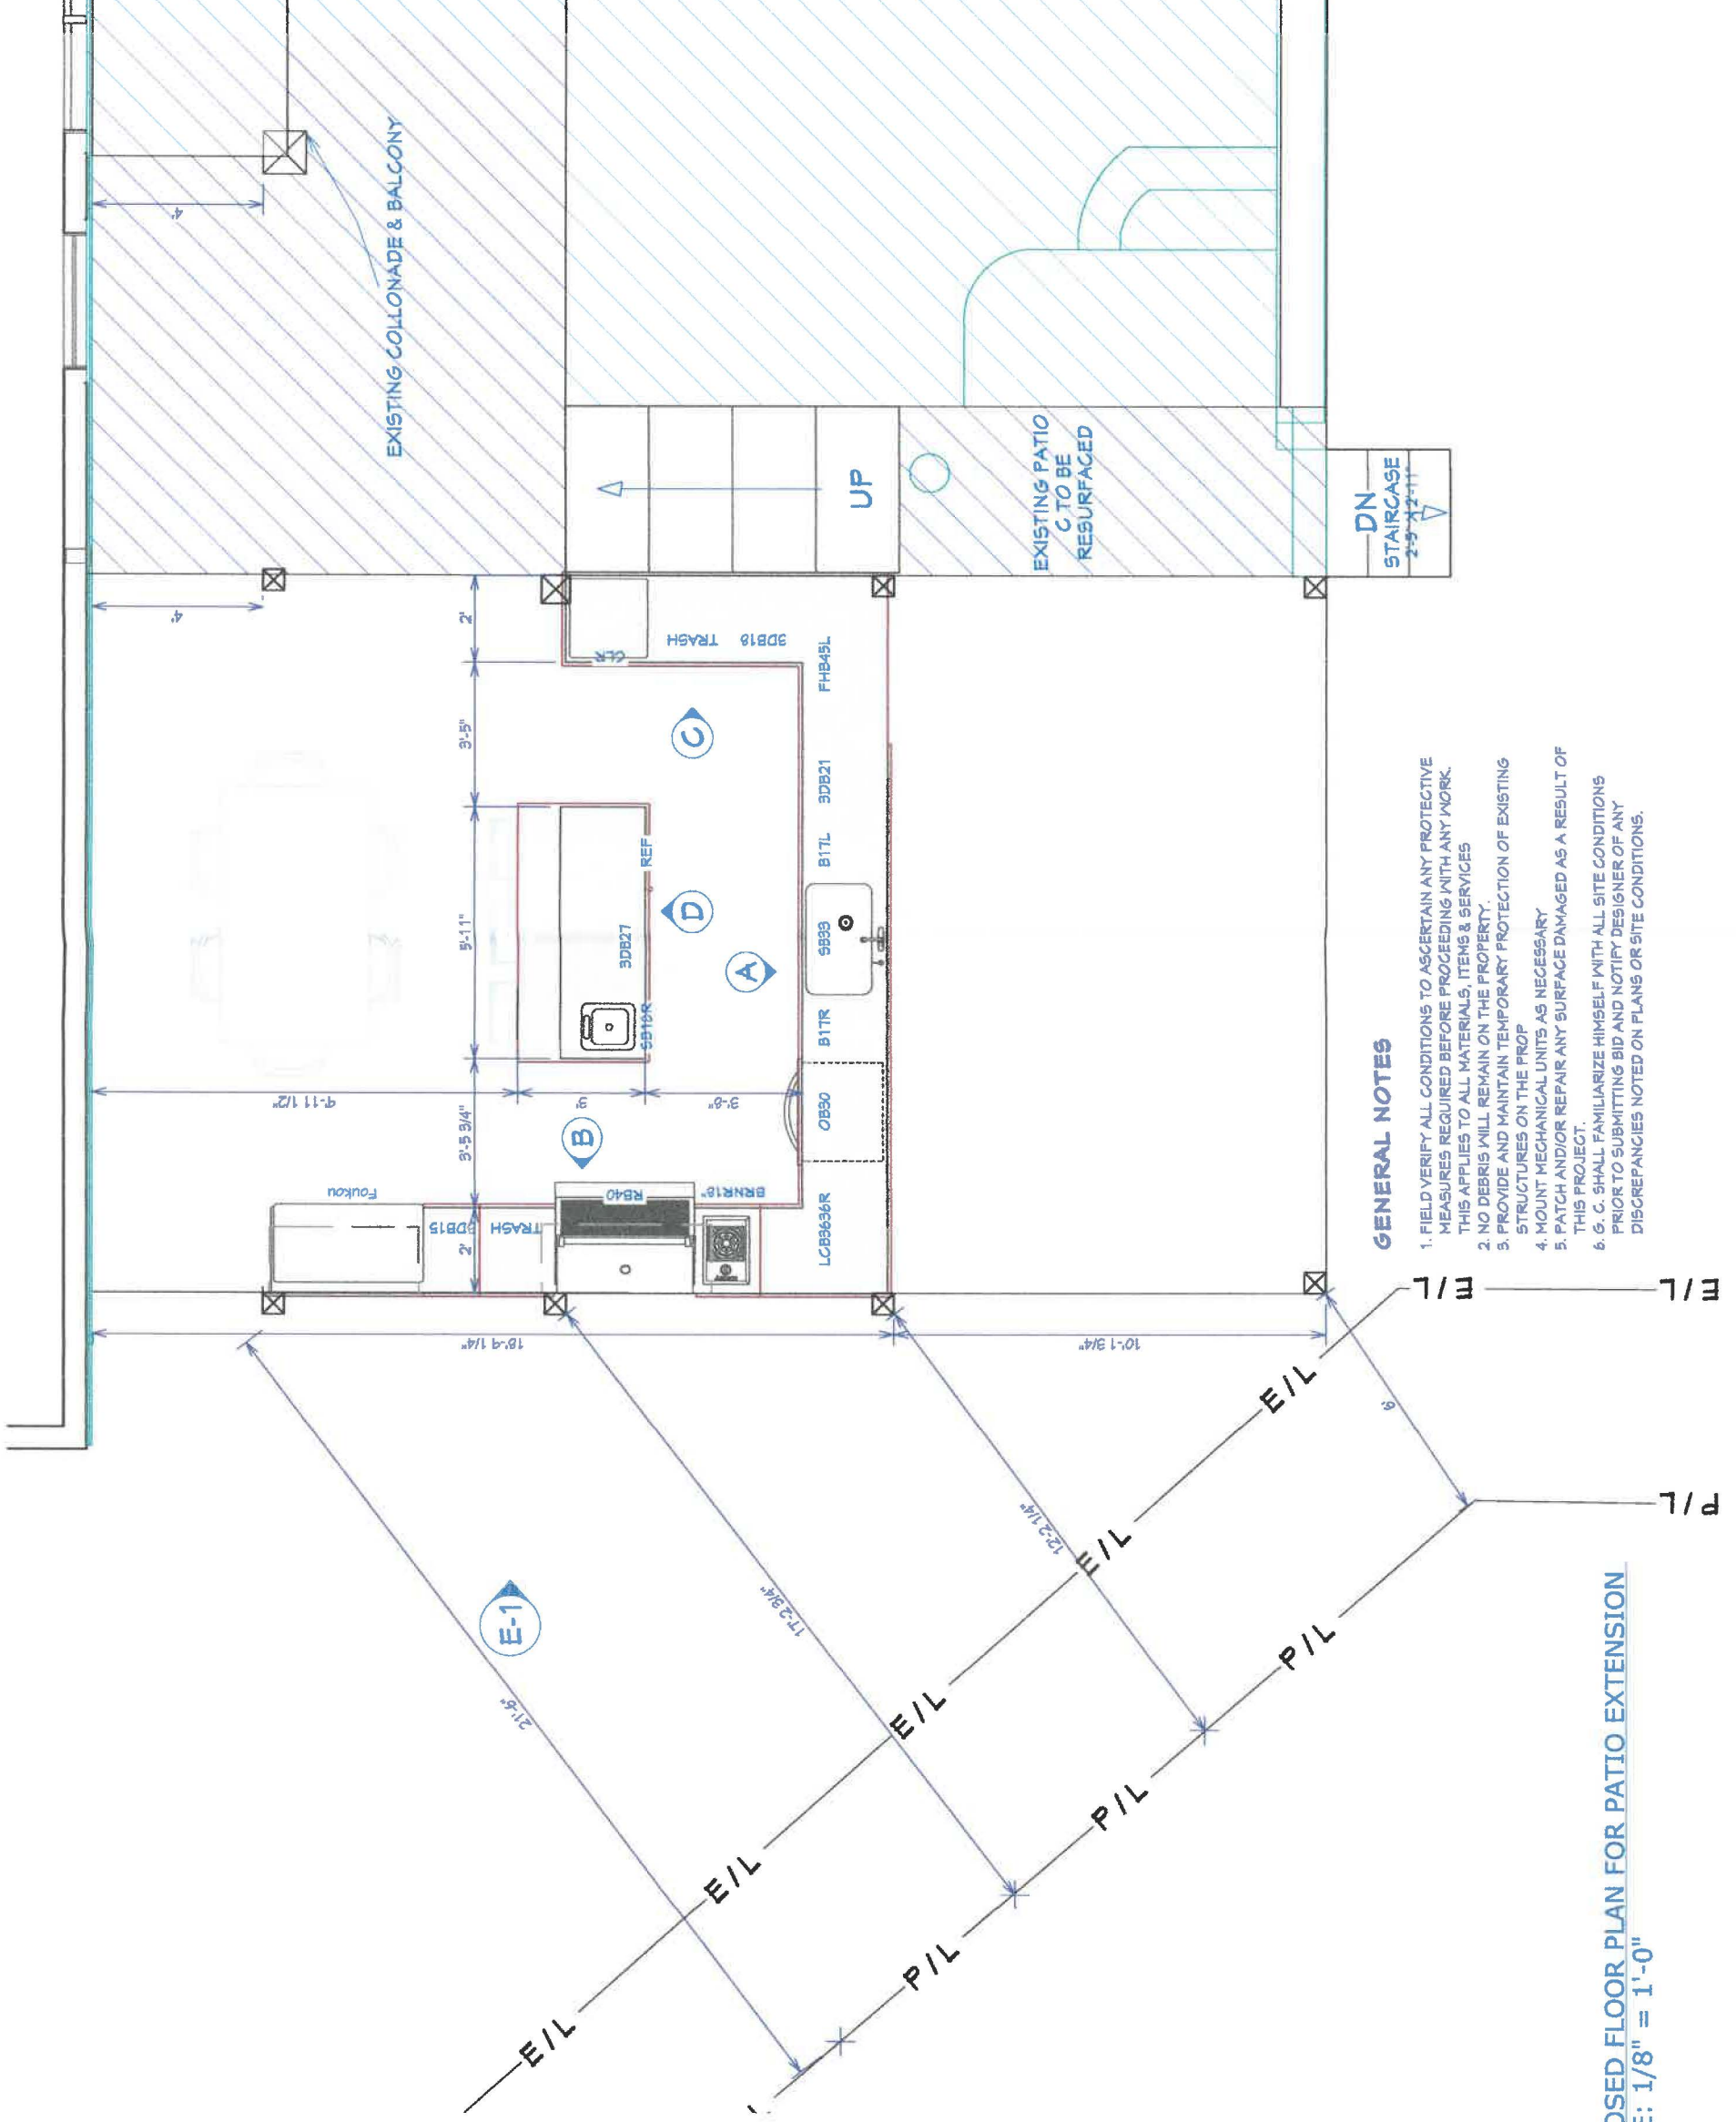 EXISTING COLLONADE & BALCONY
4'
4'
2'
3'-5"
5'-11"
3'-5 3/4"
2'
9'-11 1/2"
3'
3'-8"
18'-9 1/4"
10'-1 3/4"
21'-6"
17'-2 3/4"
12'-2 1/4"
UP
EXISTING PATIO
C TO BE
RESURFACED
DN
STAIRCASE
2'-5" X 2'-11"
CLR
TRASH
3DB18
FHB45L
3DB21
B17L
SB33
B17R
OB30
LCB3636R
BRNR18"
RB40
TRASH
3DB15
Foukou
REF
3DB27
SB18R
A
B
C
D
E-1
E/L
E/L
E/L
E/L
E/L
E/L
E/L
E/L
P/L
P/L
P/L
P/L
GENERAL NOTES
1. FIELD VERIFY ALL CONDITIONS TO ASCERTAIN ANY PROTECTIVE
MEASURES REQUIRED BEFORE PROCEEDING WITH ANY WORK.
THIS APPLIES TO ALL MATERIALS, ITEMS & SERVICES
2. NO DEBRIS WILL REMAIN ON THE PROPERTY.
3. PROVIDE AND MAINTAIN TEMPORARY PROTECTION OF EXISTING
STRUCTURES ON THE PROP
4. MOUNT MECHANICAL UNITS AS NECESSARY
5. PATCH AND/OR REPAIR ANY SURFACE DAMAGED AS A RESULT OF
THIS PROJECT.
6. G. C. SHALL FAMILIARIZE HIMSELF WITH ALL SITE CONDITIONS
PRIOR TO SUBMITTING BID AND NOTIFY DESIGNER OF ANY
DISCREPANCIES NOTED ON PLANS OR SITE CONDITIONS.
OSED FLOOR PLAN FOR PATIO EXTENSION
E: 1/8" = 1'-0"